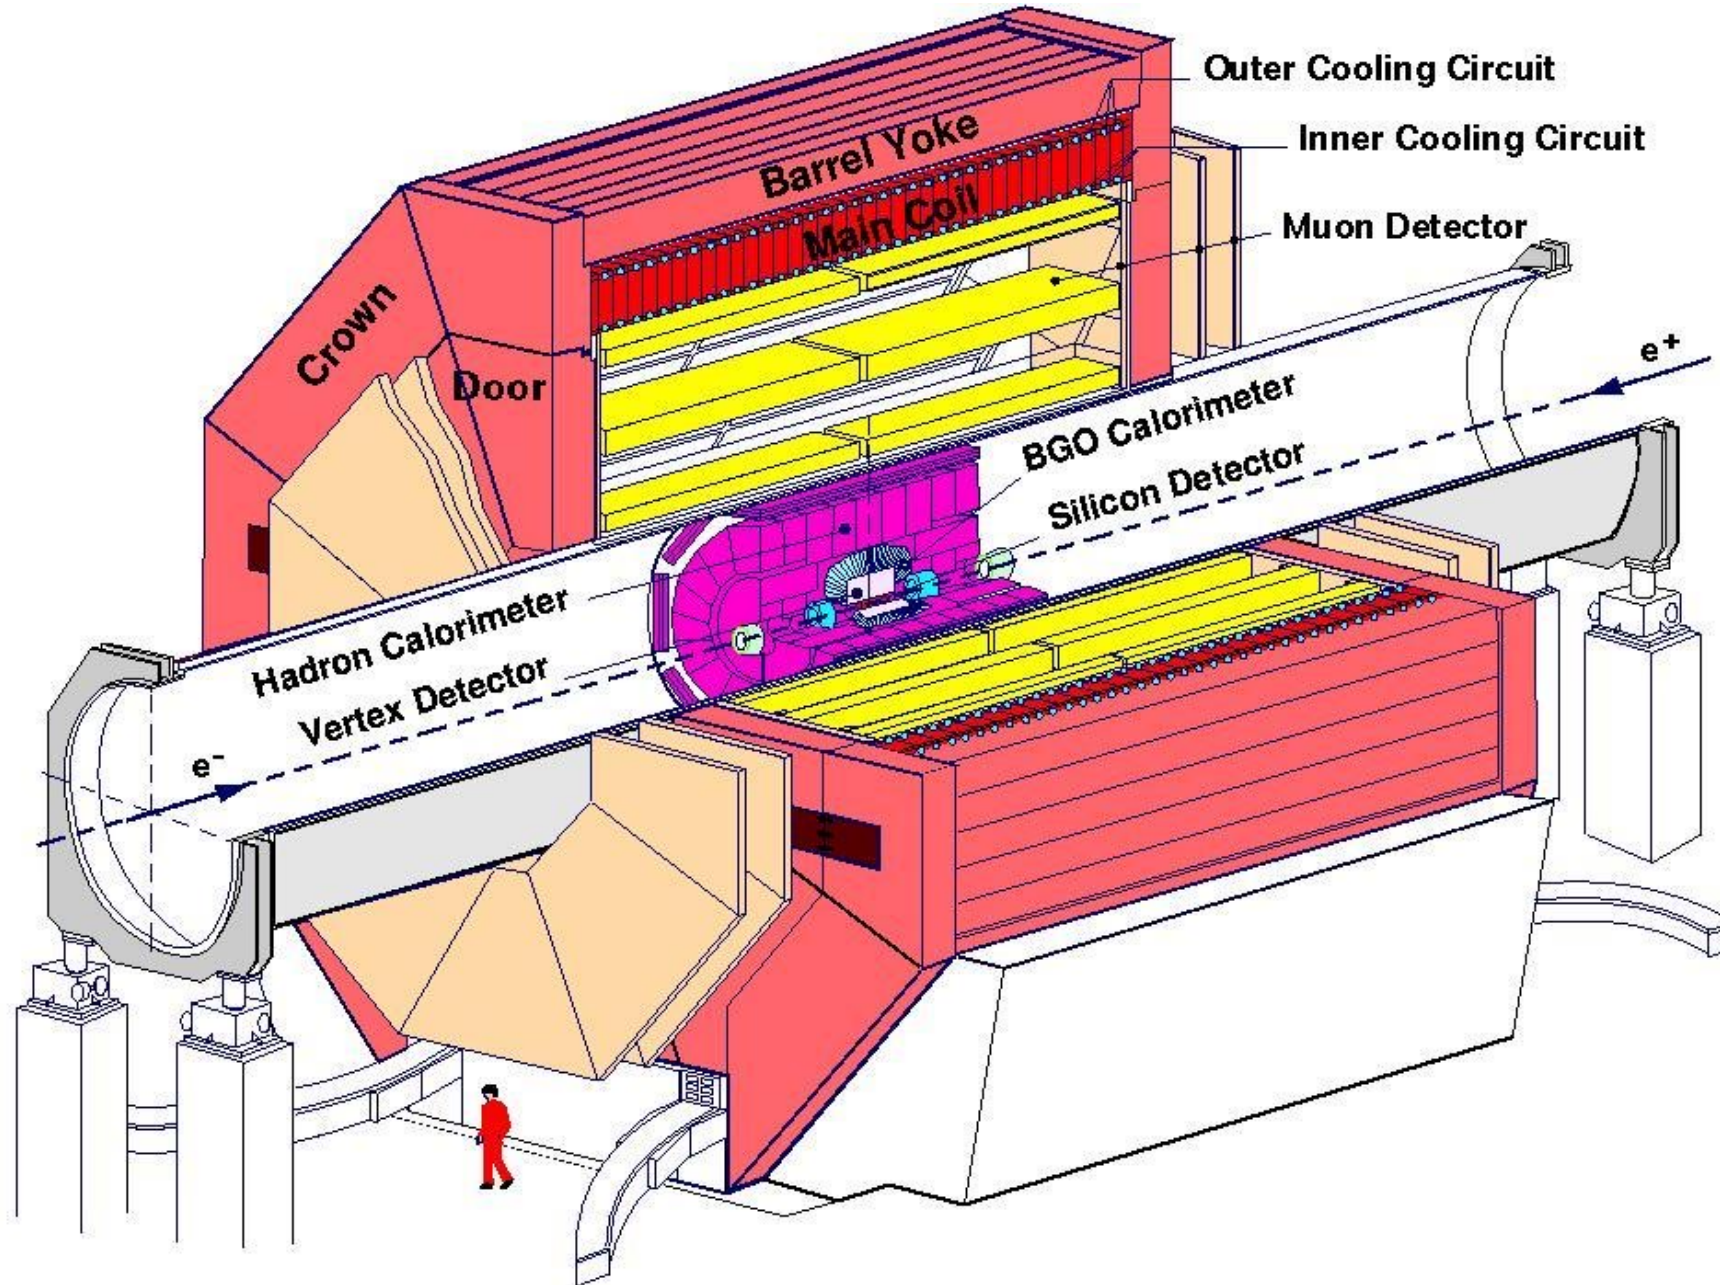 Outer Cooling Circuit
Barrel Yoke
Inner Cooling Circuit
Main Coil
Muon Detector
Crown
Door
e+
BGO Calorimeter
Silicon Detector
Hadron Calorimeter
Vertex Detector
e-